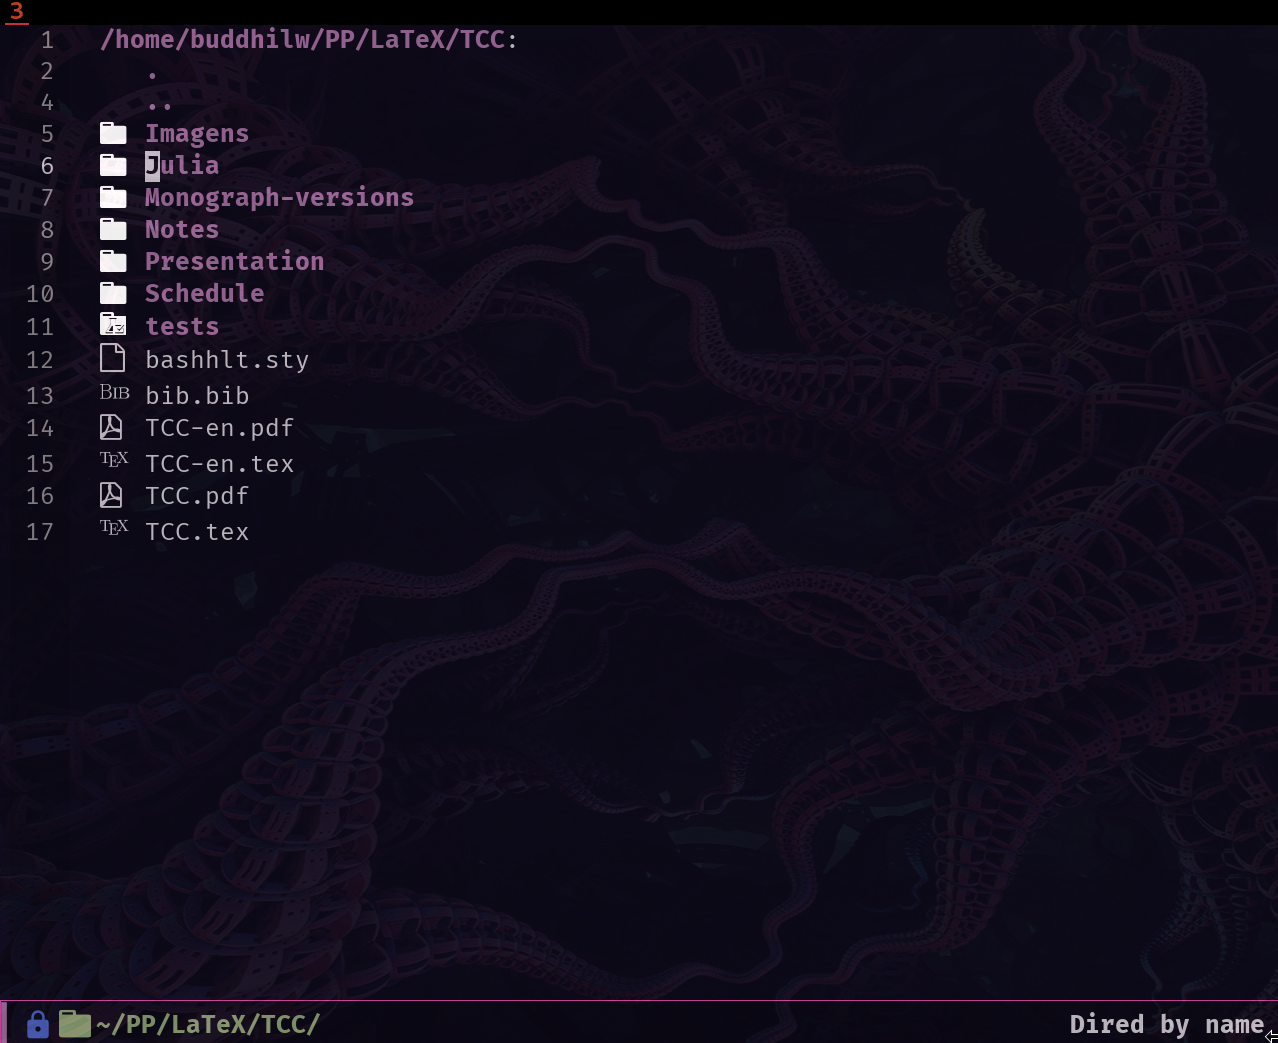 3
1 /home/buddhilw/PP/LaTeX/TCC:
2 .
4 ..
5 Imagens
6 Julia
7 Monograph-versions
8 Notes
9 Presentation
10 Schedule
11 tests
12 bashhlt.sty
13 BIB bib.bib
14 TCC-en.pdf
15 TEX TCC-en.tex
16 TCC.pdf
17 TEX TCC.tex
~/PP/LaTeX/TCC/ Dired by name